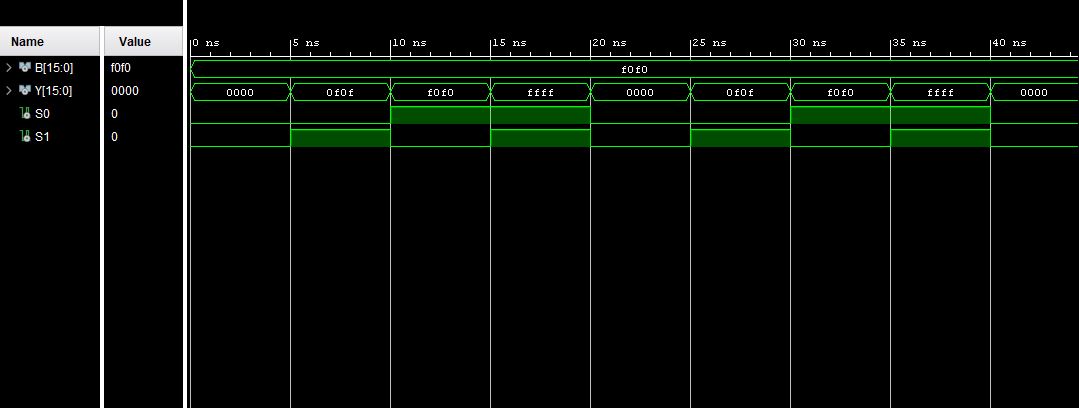 Name Value
0 ns 5 ns 10 ns 15 ns 20 ns 25 ns 30 ns 35 ns 40 ns
B[15:0] f0f0 f0f0
Y[15:0] 0000 0000 0f0f f0f0 ffff 0000 0f0f f0f0 ffff 0000
S0 0
S1 0